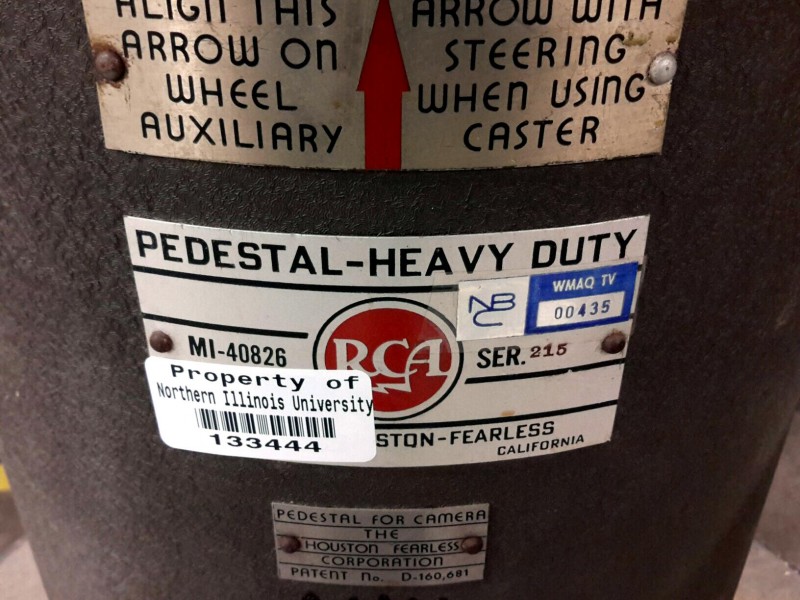 ALIGN THIS
ARROW ON
WHEEL
AUXILIARY
ARROW WITH
STEERING
WHEN USING
CASTER
PEDESTAL-HEAVY DUTY
NBC
WMAQ TV
00435
MI-40826
RCA
SER. 215
Property of
Northern Illinois University
133444
STON-FEARLESS
CALIFORNIA
PEDESTAL FOR CAMERA
THE
HOUSTON FEARLESS
CORPORATION
PATENT No. D-160,681